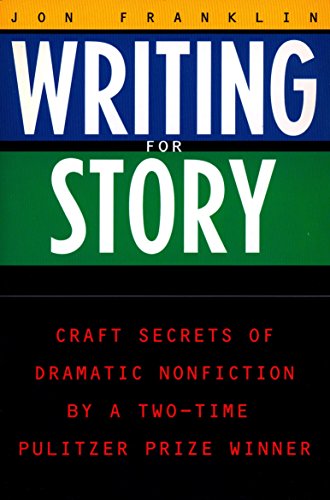 JON FRANKLIN
WRITING
FOR
STORY
CRAFT SECRETS OF
DRAMATIC NONFICTION
BY A TWO-TIME
PULITZER PRIZE WINNER